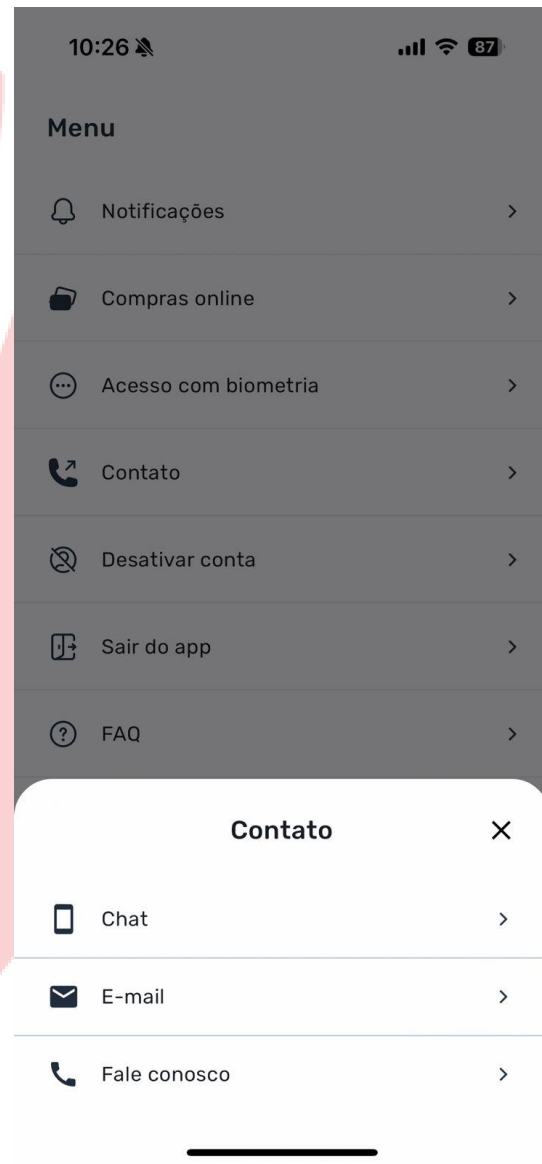 10:26
87
Menu
Notificações
Compras online
Acesso com biometria
Contato
Desativar conta
Sair do app
FAQ
Contato
Chat
E-mail
Fale conosco